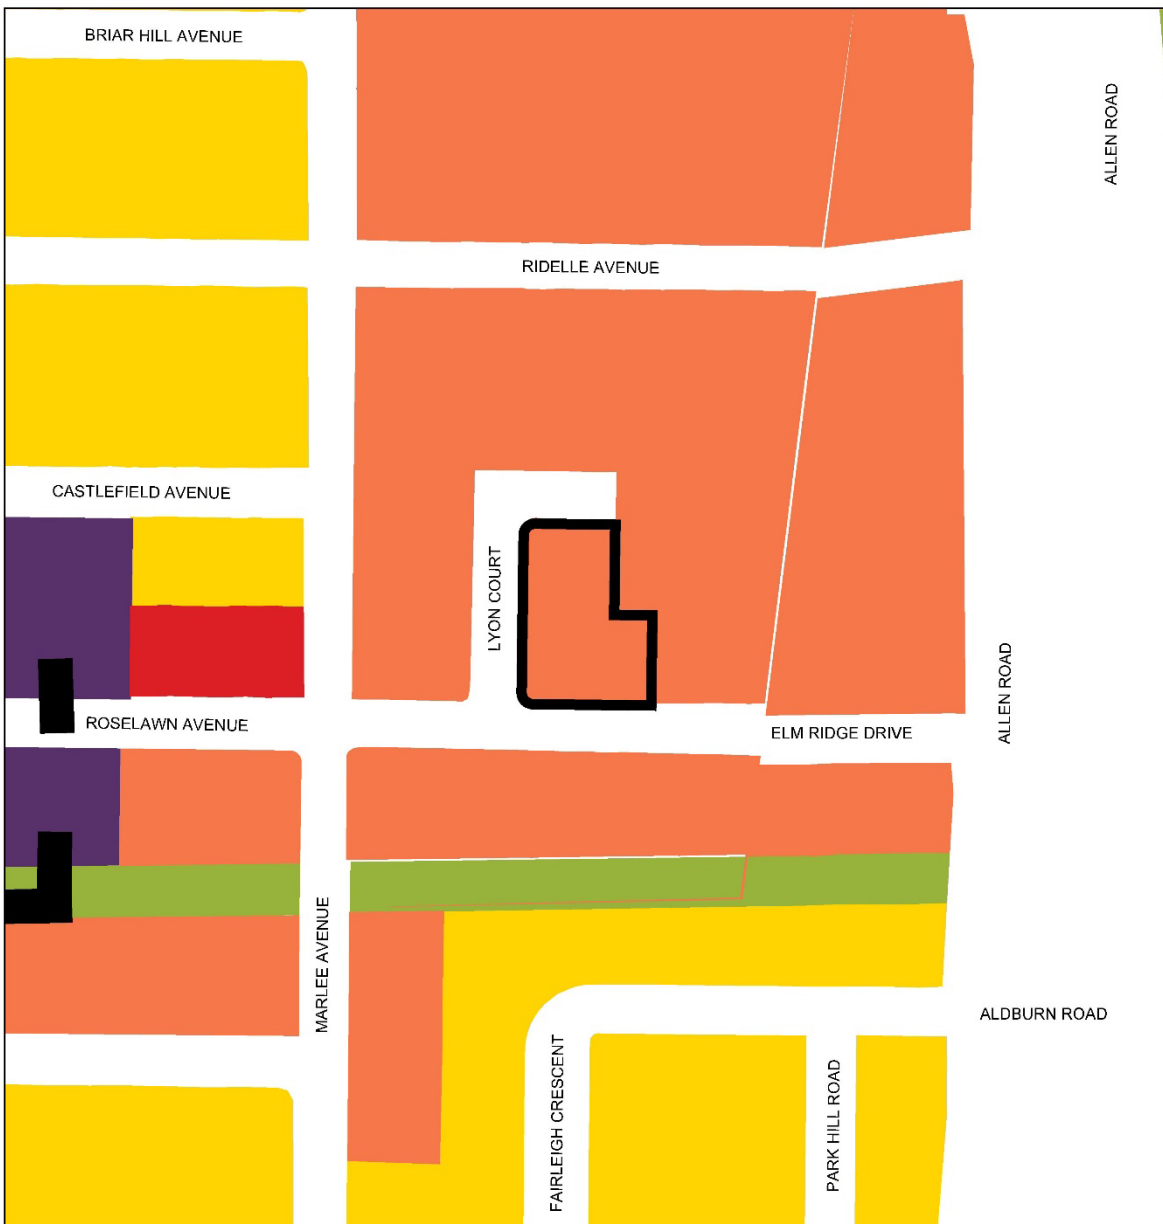 BRIAR HILL AVENUE
ALLEN ROAD
RIDELLE AVENUE
CASTLEFIELD AVENUE
LYON COURT
ROSELAWN AVENUE
ELM RIDGE DRIVE
ALLEN ROAD
MARLEE AVENUE
ALDBURN ROAD
FAIRLEIGH CRESCENT
PARK HILL ROAD